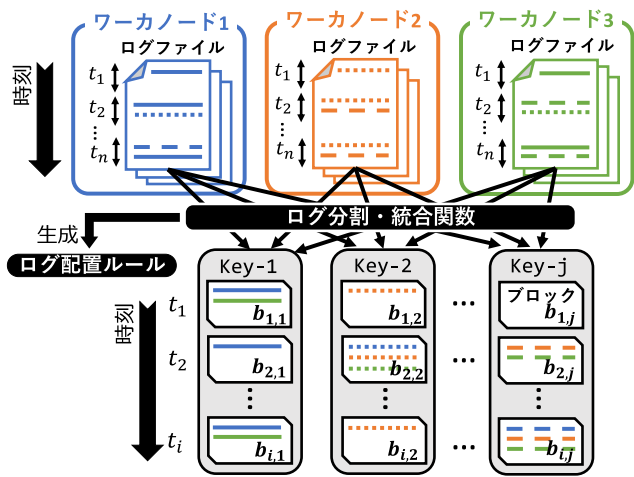 ワーカノード1 ワーカノード2 ワーカノード3
ログファイル ログファイル ログファイル
時刻
t1 t1 t1
t2 t2 t2
... ... ...
tn tn tn
ログ分割・統合関数
生成
ログ配置ルール
Key-1 Key-2 Key-j
時刻
ブロック
t1 b1,1 b1,2 ... b1,j
t2 b2,1 b2,2 ... b2,j
ti bi,1 bi,2 ... bi,j